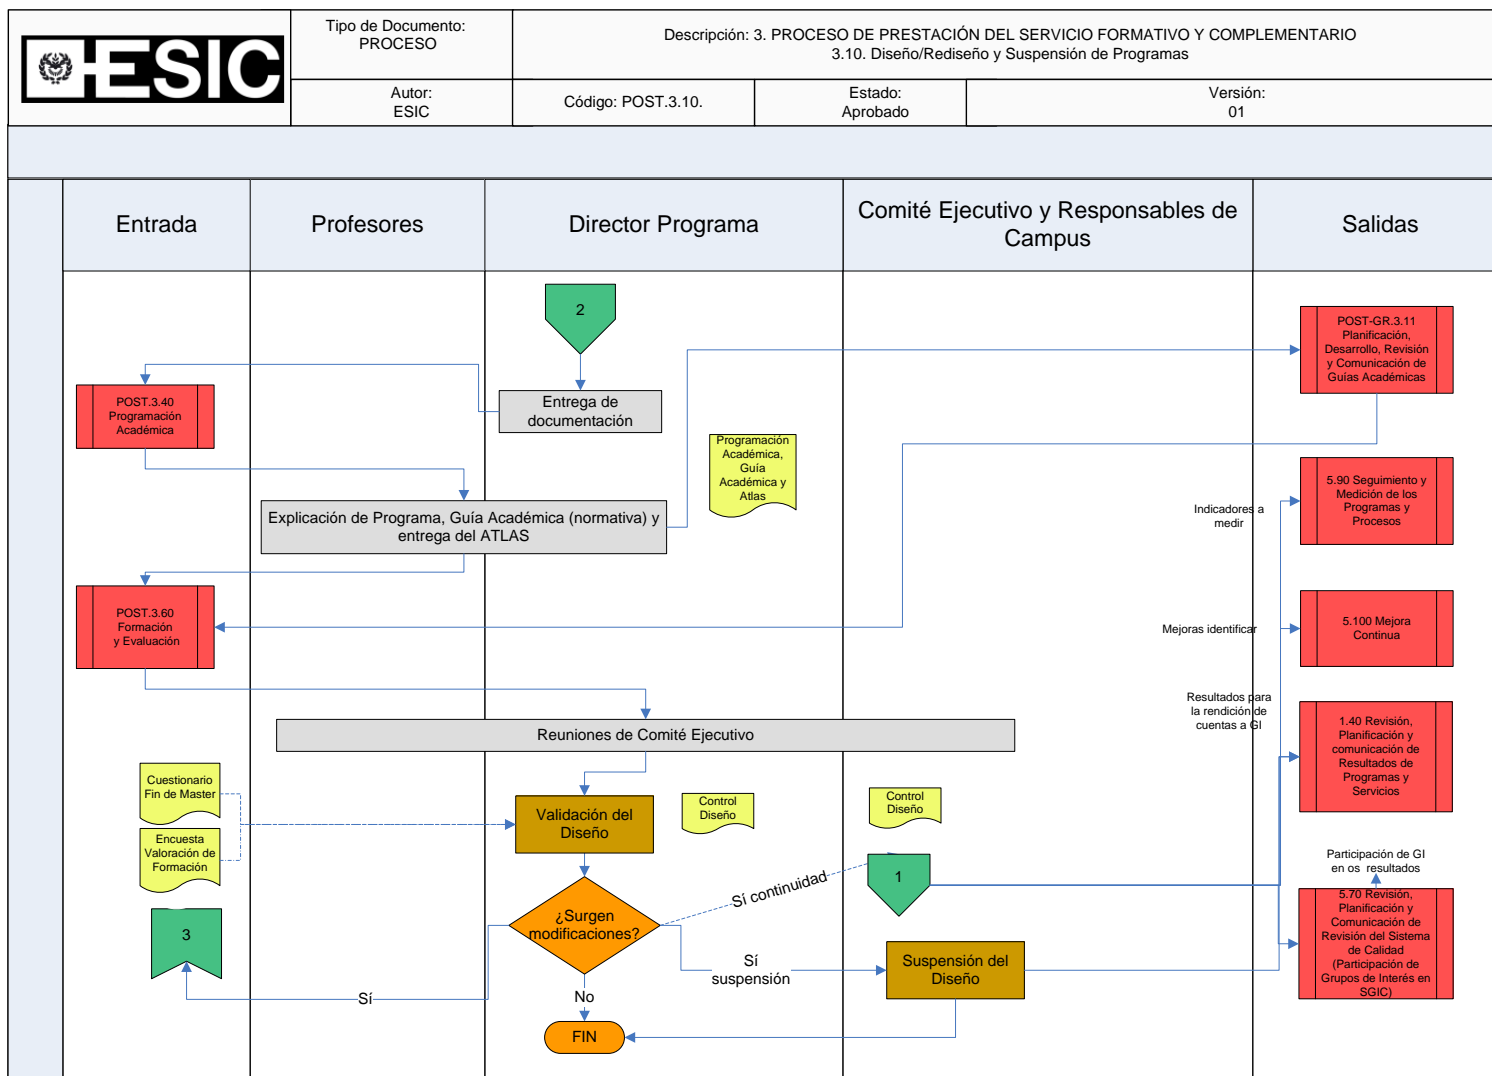 ESIC
Tipo de Documento:
PROCESO
Descripción: 3. PROCESO DE PRESTACIÓN DEL SERVICIO FORMATIVO Y COMPLEMENTARIO
3.10. Diseño/Rediseño y Suspensión de Programas
Autor:
ESIC
Código: POST.3.10.
Estado:
Aprobado
Versión:
01
Entrada
Profesores
Director Programa
Comité Ejecutivo y Responsables de
Campus
Salidas
2
POST-GR.3.11
Planificación,
Desarrollo, Revisión
y Comunicación de
Guías Académicas
POST.3.40
Programación
Académica
Entrega de
documentación
Programación
Académica,
Guía
Académica y
Atlas
Explicación de Programa, Guía Académica (normativa) y
entrega del ATLAS
Indicadores a
medir
5.90 Seguimiento y
Medición de los
Programas y
Procesos
POST.3.60
Formación
y Evaluación
Mejoras identificar
5.100 Mejora
Continua
Resultados para
la rendición de
cuentas a GI
1.40 Revisión,
Planificación y
comunicación de
Resultados de
Programas y
Servicios
Reuniones de Comité Ejecutivo
Cuestionario
Fin de Master
Encuesta
Valoración de
Formación
Validación del
Diseño
Control
Diseño
Control
Diseño
Participación de GI
en os resultados
1
Sí continuidad
¿Surgen
modificaciones?
3
5.70 Revisión,
Planificación y
Comunicación de
Revisión del Sistema
de Calidad
(Participación de
Grupos de Interés en
SGIC)
Sí
suspensión
Suspensión del
Diseño
Sí
No
FIN